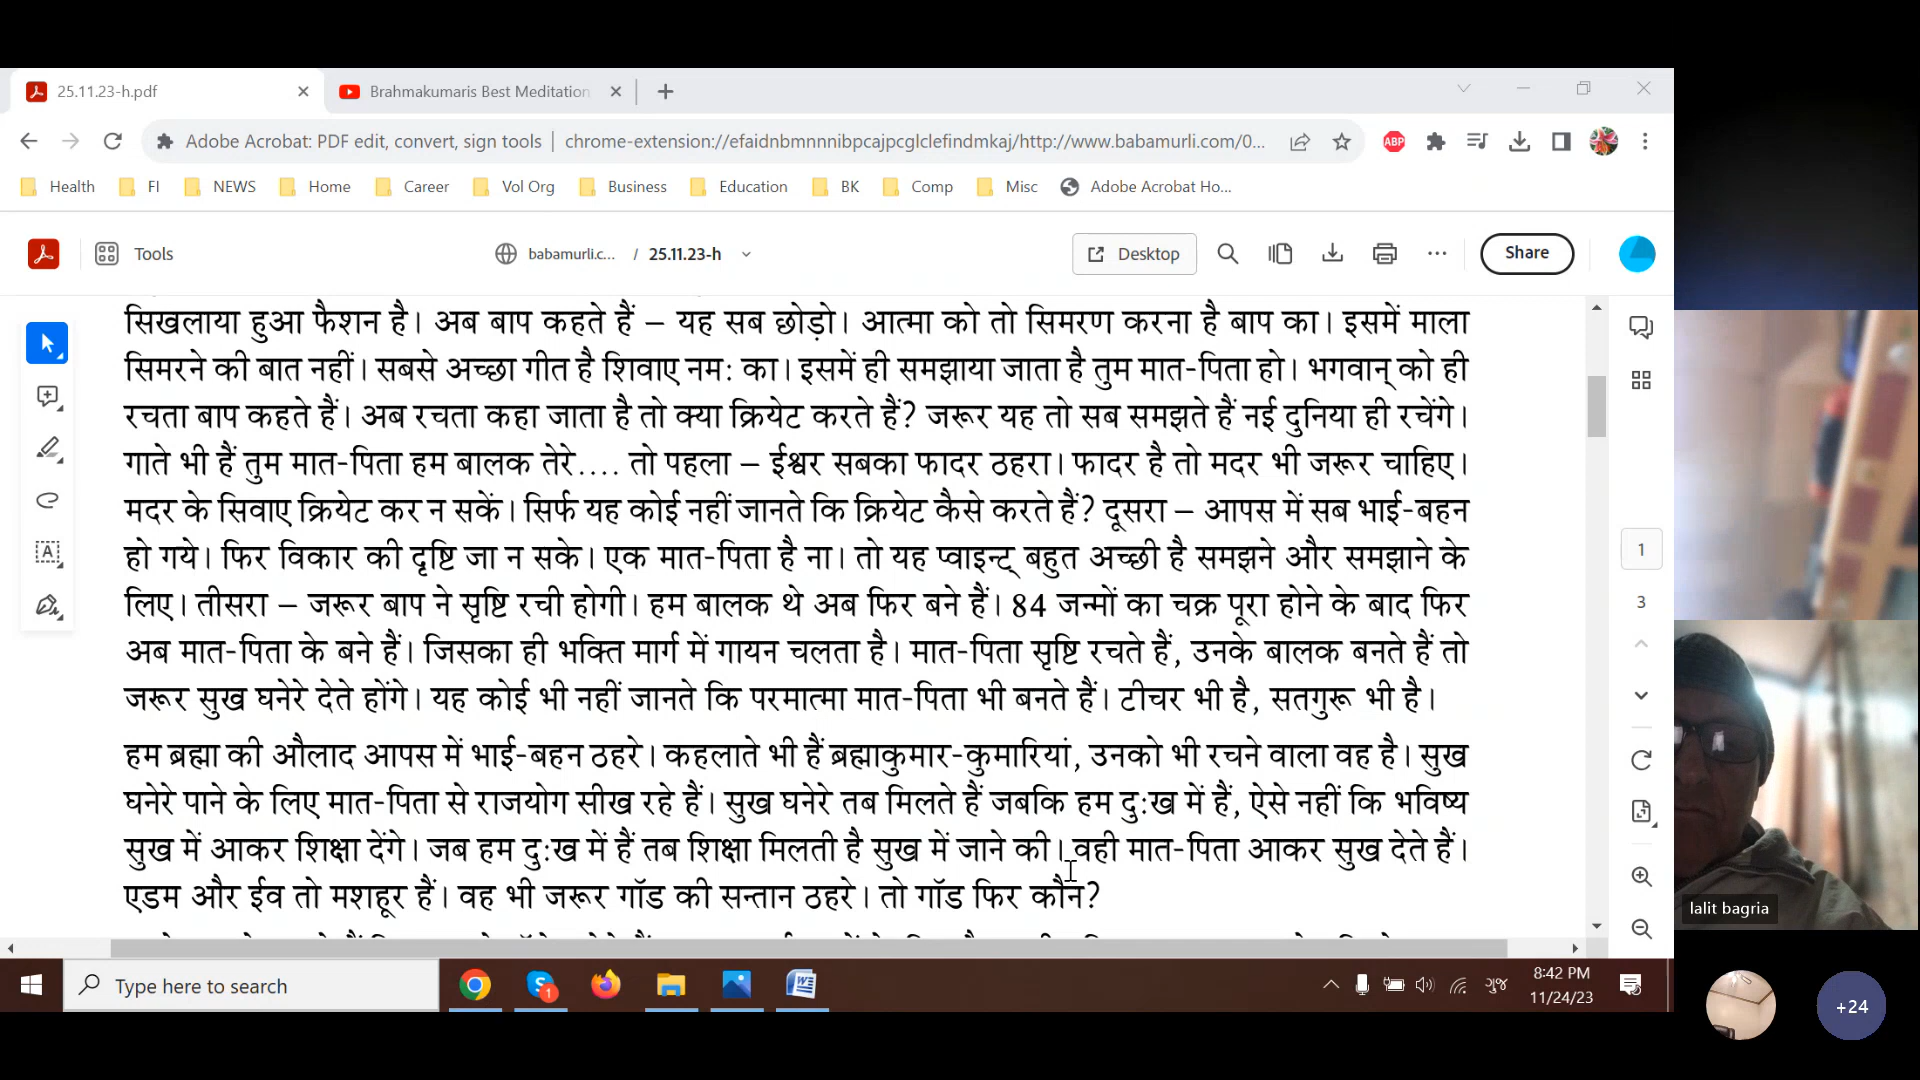 25.11.23-h.pdf
Brahmakumaris Best Meditation
Adobe Acrobat: PDF edit, convert, sign tools | chrome-extension://efaidnbmnnnibpcajpcglclefindmkaj/http://www.babamurli.com/0...
ABP
Health FI NEWS Home Career Vol Org Business Education BK Comp Misc Adobe Acrobat Ho...
Tools
babamurli.c... / 25.11.23-h
Desktop
Share
सिखलाया हुआ फैशन है। अब बाप कहते हैं – यह सब छोड़ो। आत्मा को तो सिमरण करना है बाप का। इसमें माला
सिमरने की बात नहीं। सबसे अच्छा गीत है शिवाए नम: का। इसमें ही समझाया जाता है तुम मात-पिता हो। भगवान् को ही
रचता बाप कहते हैं। अब रचता कहा जाता है तो क्या क्रियेट करते हैं? जरूर यह तो सब समझते हैं नई दुनिया ही रचेंगे।
गाते भी हैं तुम मात-पिता हम बालक तेरे.... तो पहला – ईश्वर सबका फादर ठहरा। फादर है तो मदर भी जरूर चाहिए।
मदर के सिवाए क्रियेट कर न सकें। सिर्फ यह कोई नहीं जानते कि क्रियेट कैसे करते हैं? दूसरा – आपस में सब भाई-बहन
हो गये। फिर विकार की दृष्टि जा न सके। एक मात-पिता है ना। तो यह प्वाइन्ट् बहुत अच्छी है समझने और समझाने के
लिए। तीसरा – जरूर बाप ने सृष्टि रची होगी। हम बालक थे अब फिर बने हैं। 84 जन्मों का चक्र पूरा होने के बाद फिर
अब मात-पिता के बने हैं। जिसका ही भक्ति मार्ग में गायन चलता है। मात-पिता सृष्टि रचते हैं, उनके बालक बनते हैं तो
जरूर सुख घनेरे देते होंगे। यह कोई भी नहीं जानते कि परमात्मा मात-पिता भी बनते हैं। टीचर भी है, सतगुरू भी है।
हम ब्रह्मा की औलाद आपस में भाई-बहन ठहरे। कहलाते भी हैं ब्रह्माकुमार-कुमारियां, उनको भी रचने वाला वह है। सुख
घनेरे पाने के लिए मात-पिता से राजयोग सीख रहे हैं। सुख घनेरे तब मिलते हैं जबकि हम दु:ख में हैं, ऐसे नहीं कि भविष्य
सुख में आकर शिक्षा देंगे। जब हम दु:ख में हैं तब शिक्षा मिलती है सुख में जाने की। वही मात-पिता आकर सुख देते हैं।
एडम और ईव तो मशहूर हैं। वह भी जरूर गॉड की सन्तान ठहरे। तो गॉड फिर कौन?
1
3
lalit bagria
Type here to search
1
ગુજ
8:42 PM
11/24/23
+24